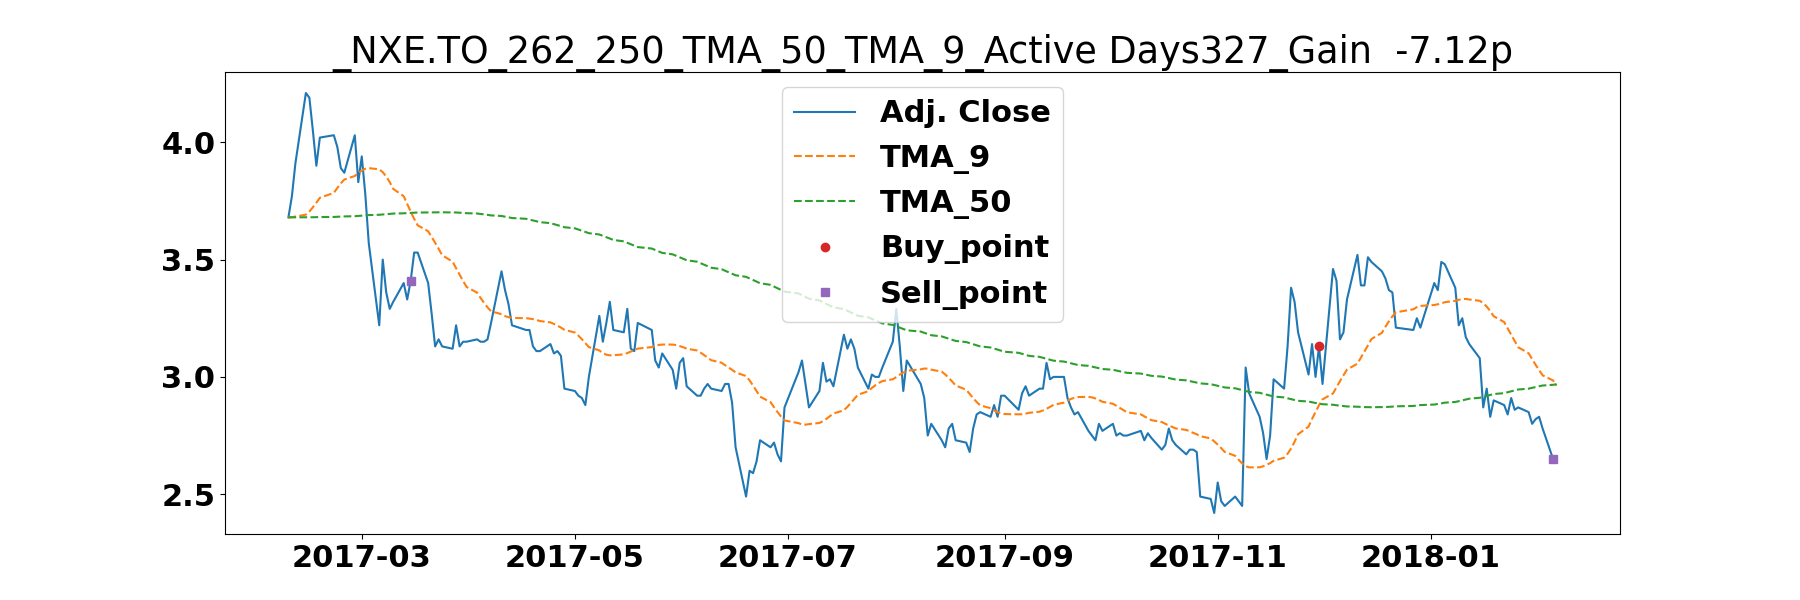 _NXE.TO_262_250_TMA_50_TMA_9_Active Days327_Gain  -7.12p
Adj. Close
TMA_9
TMA_50
Buy_point
Sell_point
4.0
3.5
3.0
2.5
2017-03 2017-05 2017-07 2017-09 2017-11 2018-01